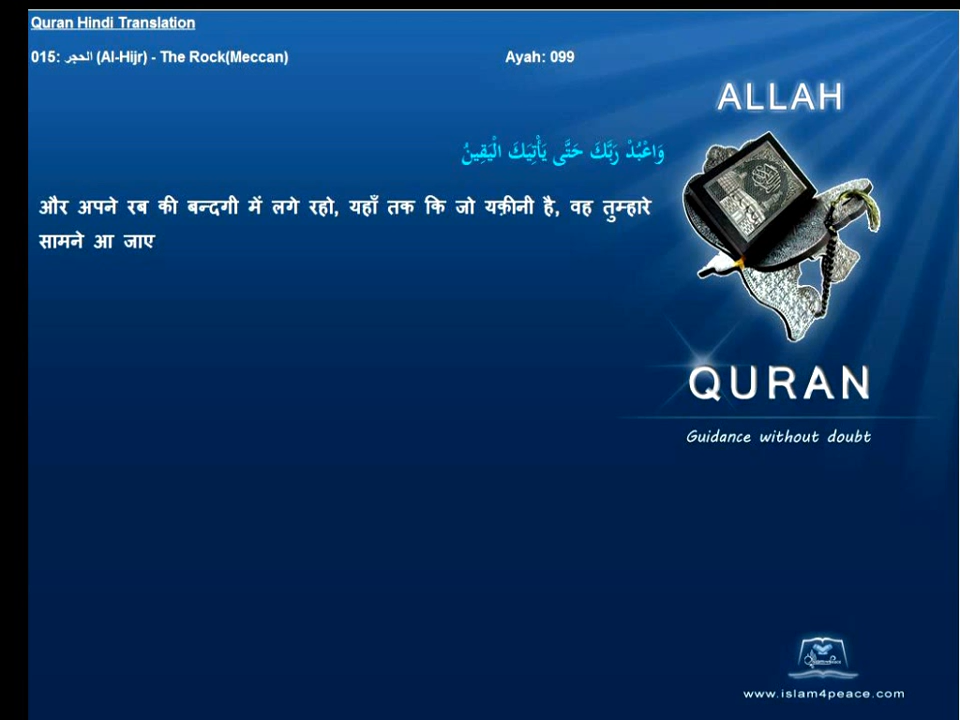 Quran Hindi Translation
015: الحجر (Al-Hijr) - The Rock(Meccan) Ayah: 099
ALLAH
وَاعْبُدْ رَبَّكَ حَتَّى يَأْتِيَكَ الْيَقِينُ
और अपने रब की बन्दगी में लगे रहो, यहाँ तक कि जो यक़ीनी है, वह तुम्हारे
सामने आ जाए
QURAN
Guidance without doubt
www.islam4peace.com